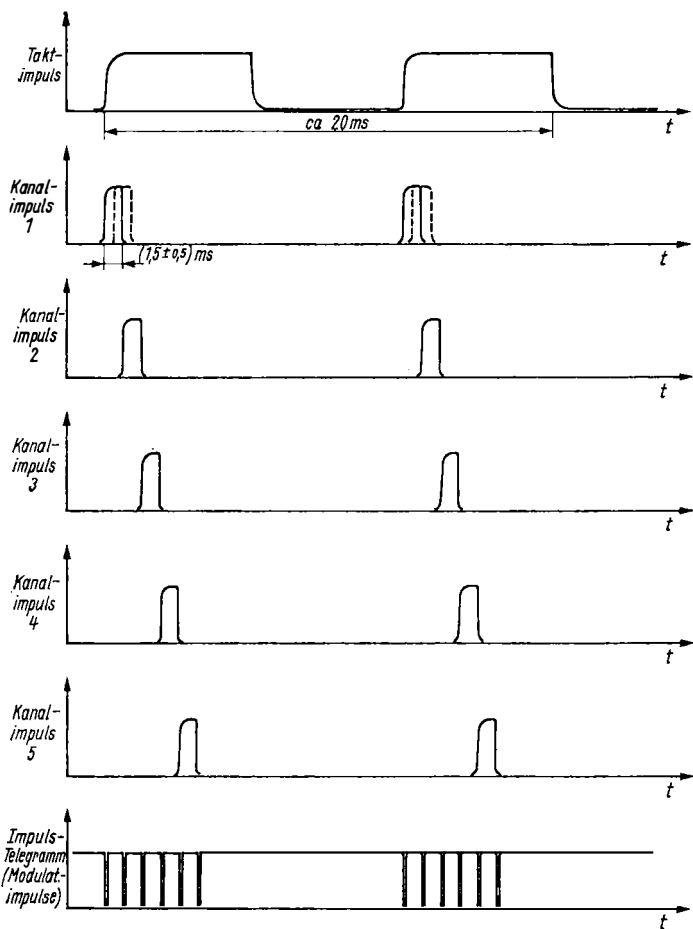 Takt-
impuls
ca 20 ms
t
Kanal-
impuls
1
(1,5 ± 0,5) ms
t
Kanal-
impuls
2
t
Kanal-
impuls
3
t
Kanal-
impuls
4
t
Kanal-
impuls
5
t
Impuls-
Telegramm
(Modulat-
impulse)
t